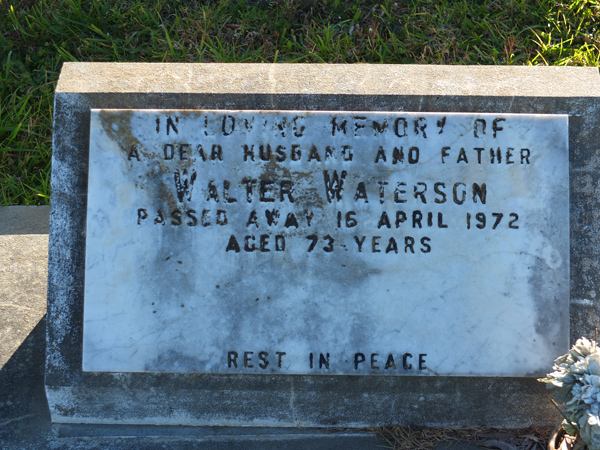 IN LOVING MEMORY OF
A DEAR HUSBAND AND FATHER
WALTER WATERSON
PASSED AWAY 16 APRIL 1972
AGED 73 YEARS
REST IN PEACE